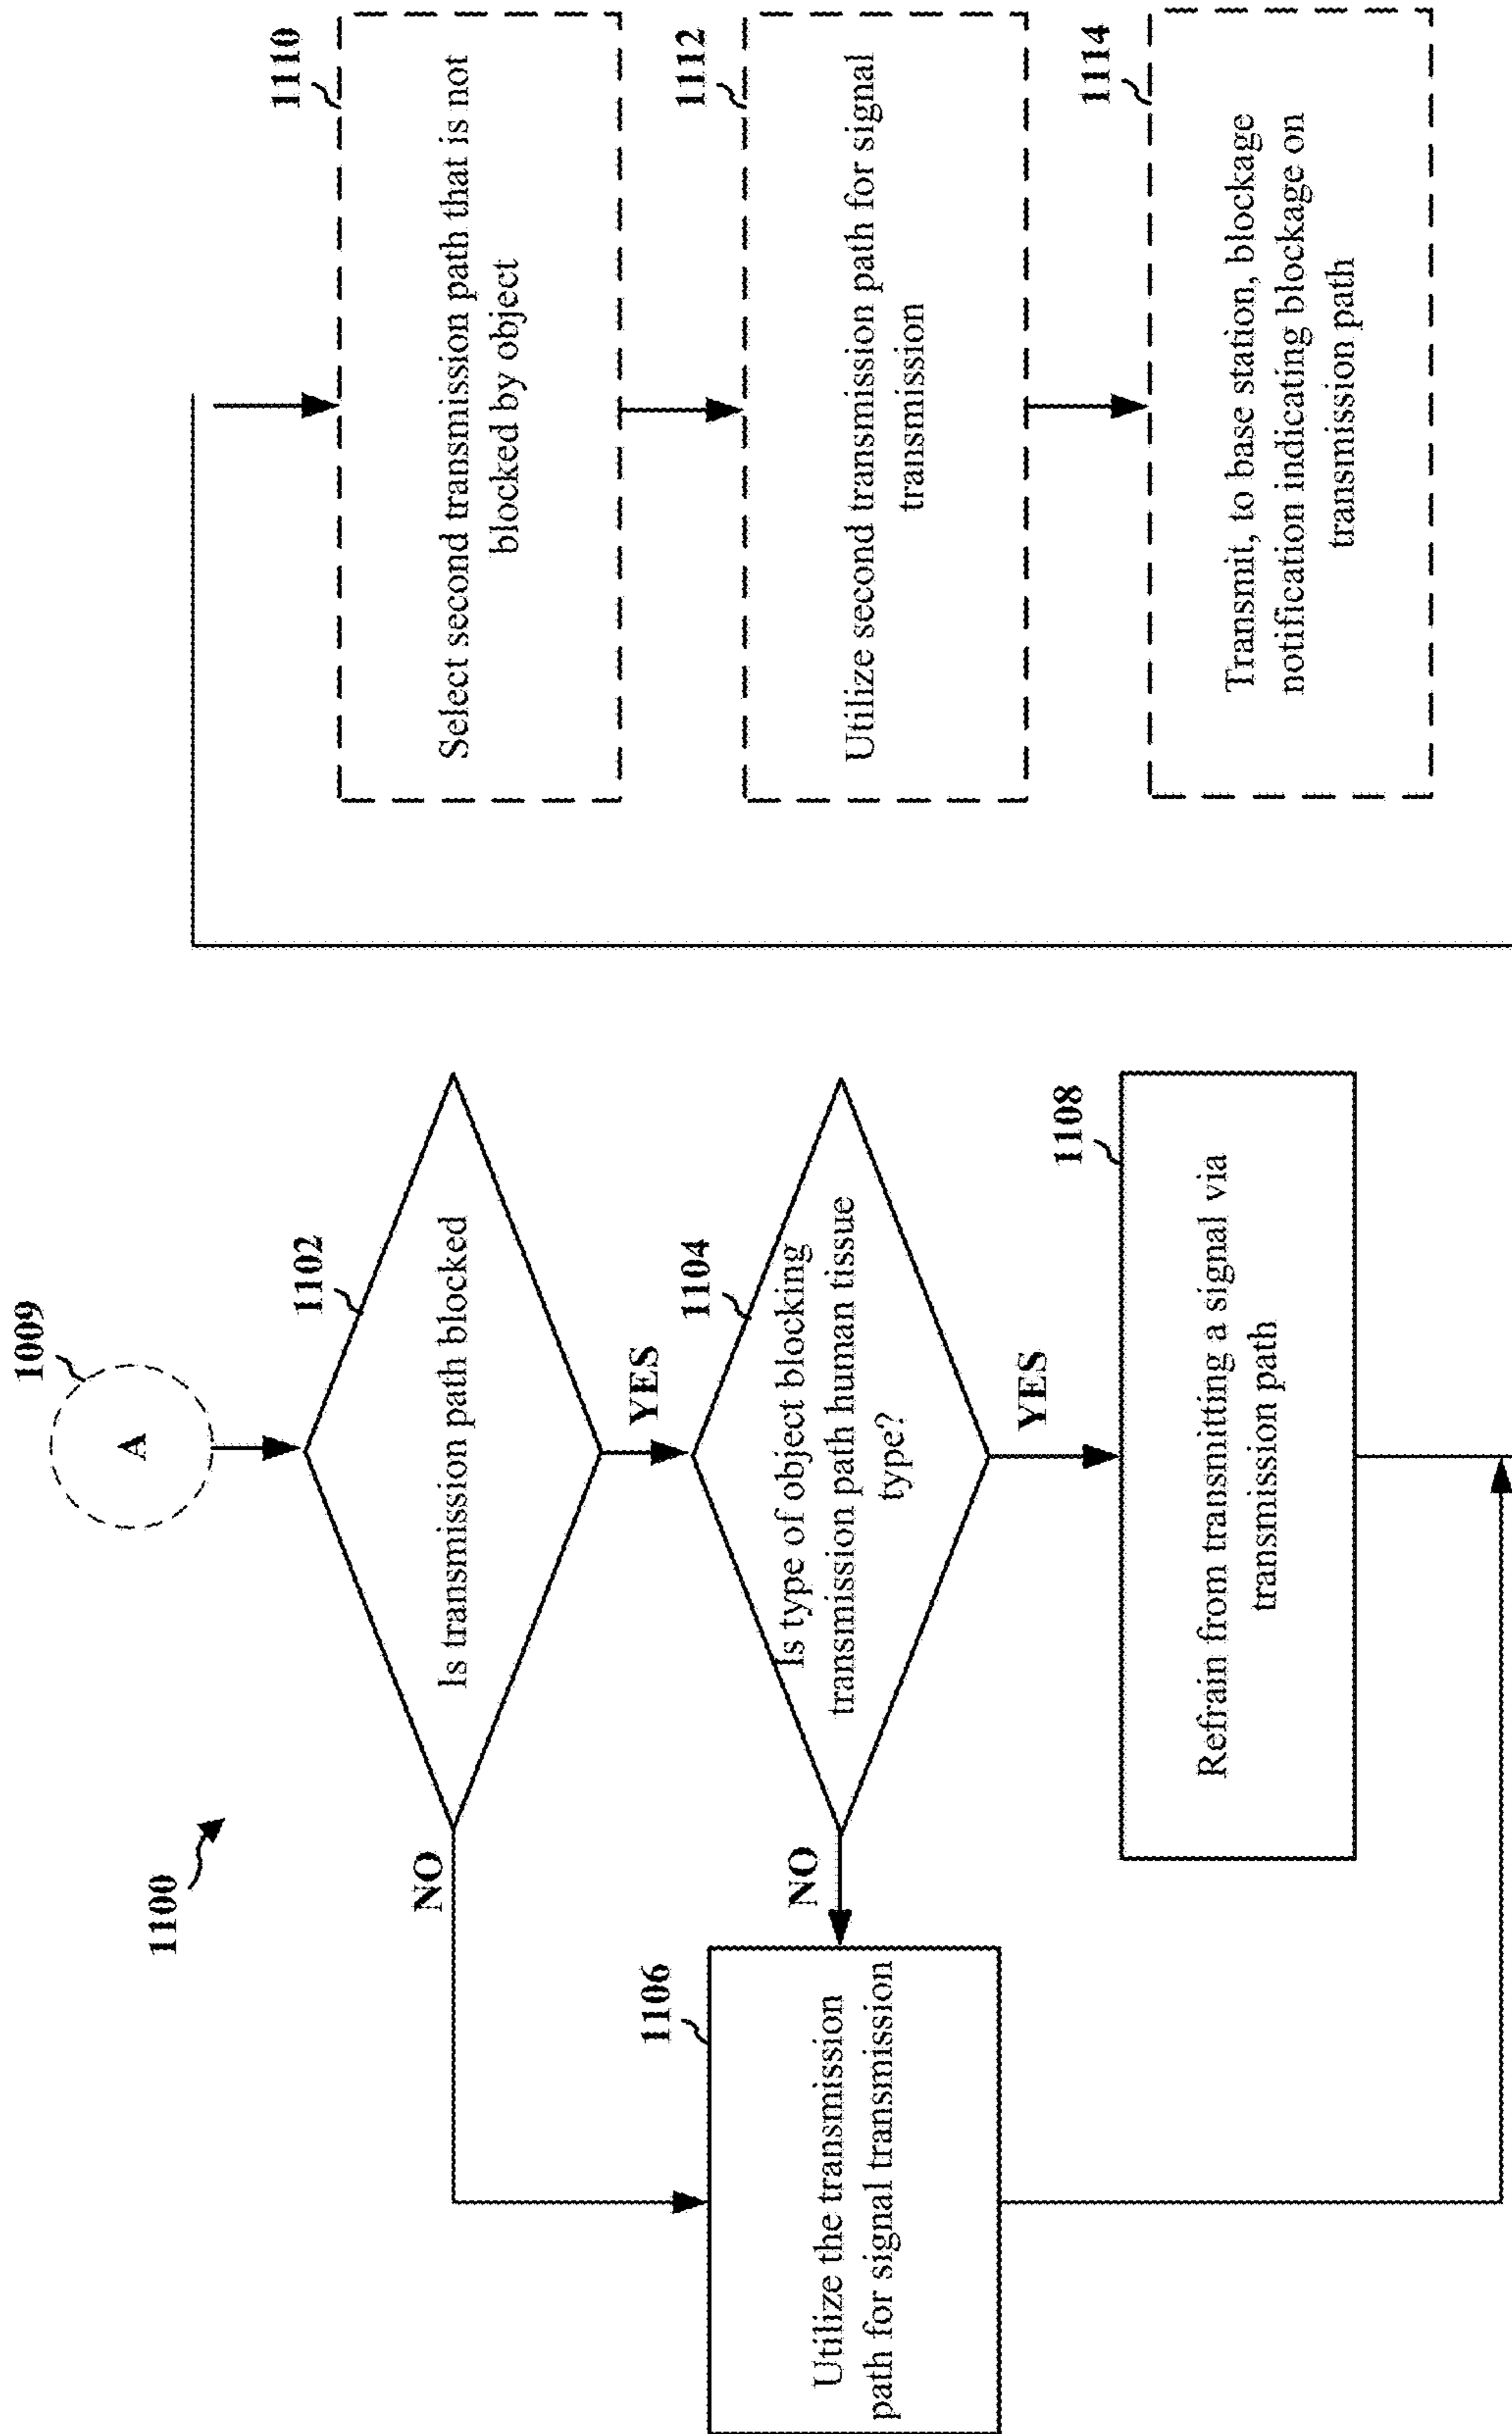 1100
1009
A
1102
Is transmission path blocked
NO
YES
1104
Is type of object blocking
transmission path human tissue
type?
NO
YES
1106
Utilize the transmission
path for signal transmission
1108
Refrain from transmitting a signal via
transmission path
1110
Select second transmission path that is not
blocked by object
1112
Utilize second transmission path for signal
transmission
1114
Transmit, to base station, blockage
notification indicating blockage on
transmission path